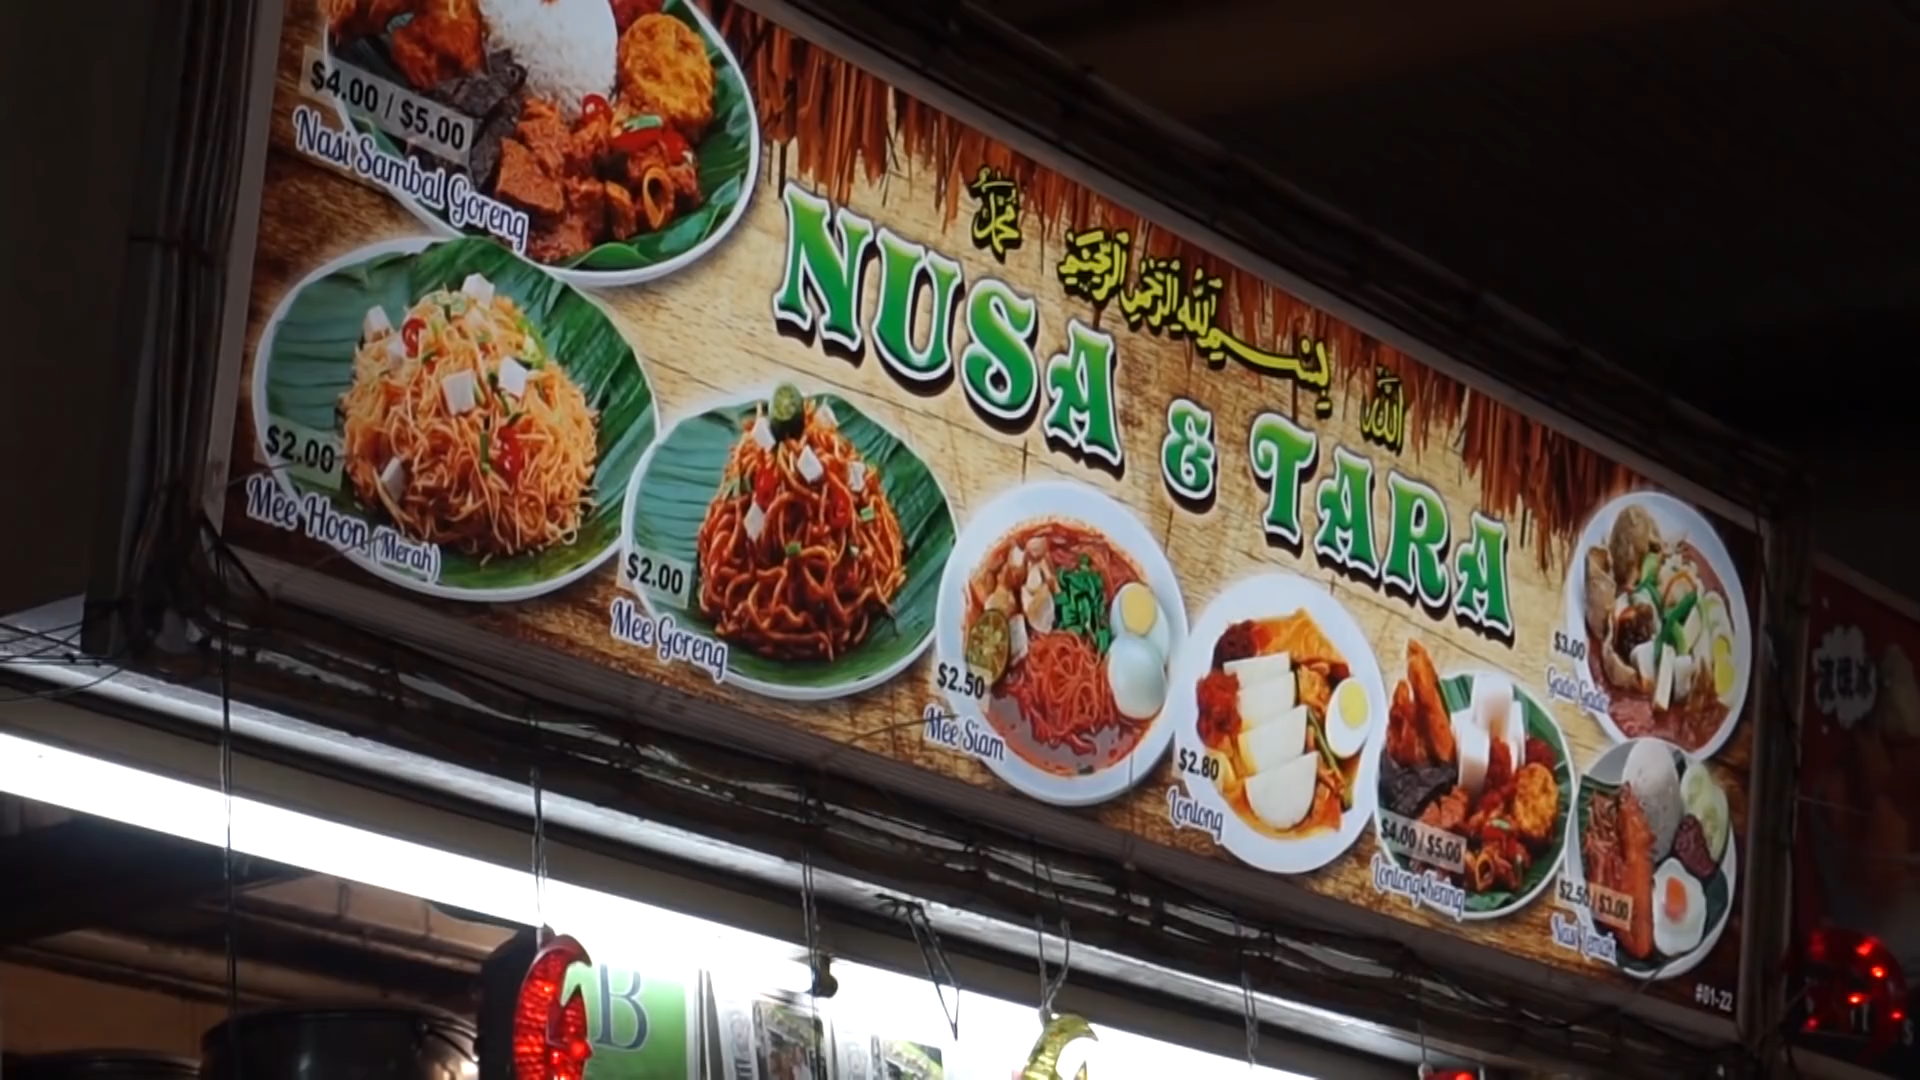 $4.00 / $5.00
Nasi Sambal Goreng
محمد
بسم الله الرحمن الرحيم
الله
NUSA & TARA
$2.00
Mee Hoon (Merah)
$2.00
Mee Goreng
$2.50
Mee Siam
$2.80
Lontong
$4.00 / $5.00
Lontong Kering
$3.00
Gado Gado
$2.50 / $3.00
Nasi Lemak
#01-22
B